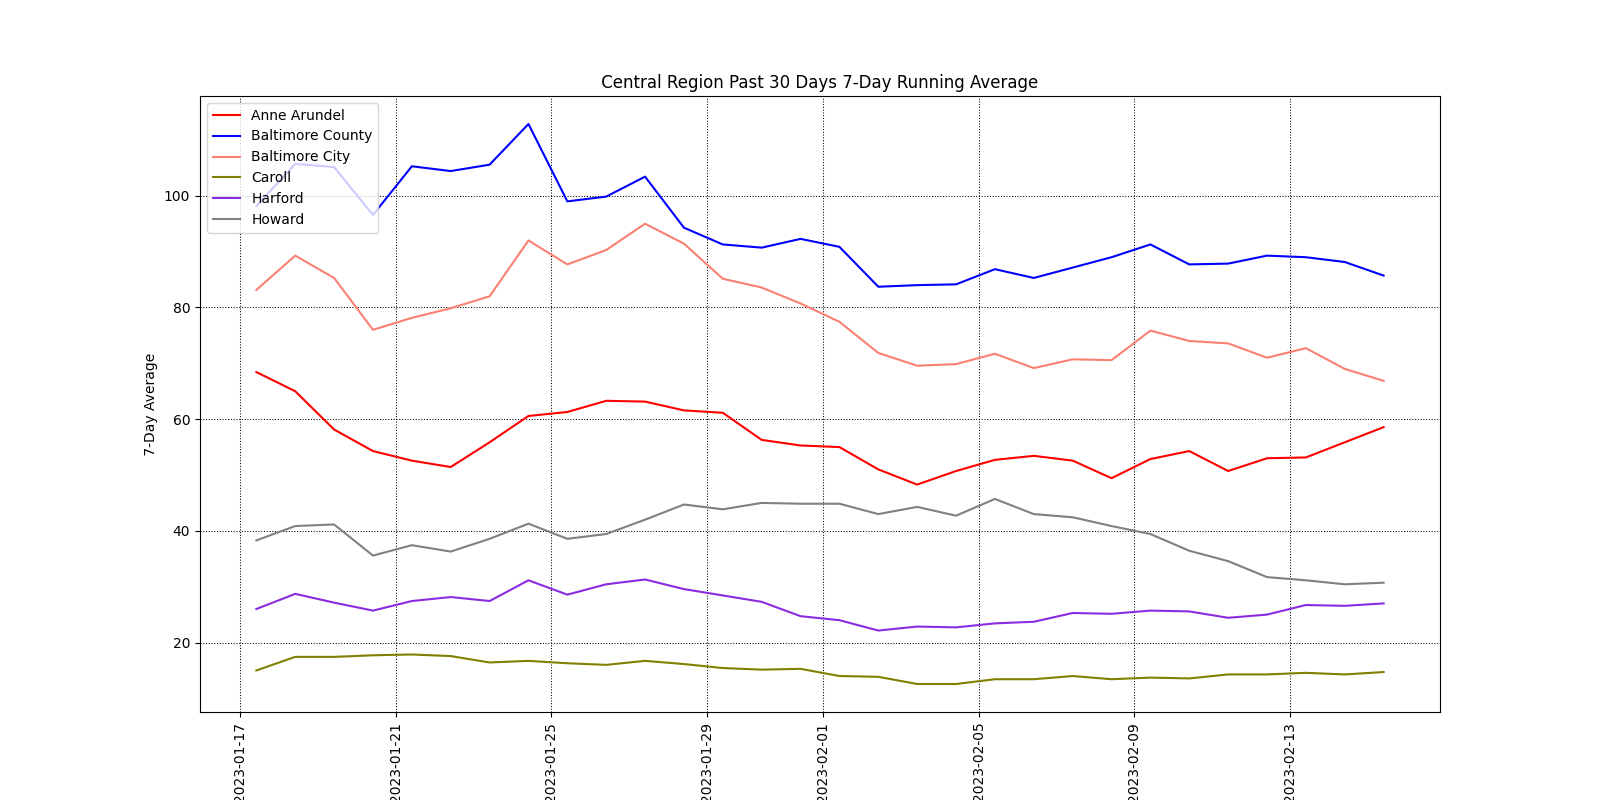 Central Region Past 30 Days 7-Day Running Average
Anne Arundel
Baltimore County
Baltimore City
Caroll
Harford
Howard
7-Day Average
100
80
60
40
20
2023-01-17
2023-01-21
2023-01-25
2023-01-29
2023-02-01
2023-02-05
2023-02-09
2023-02-13